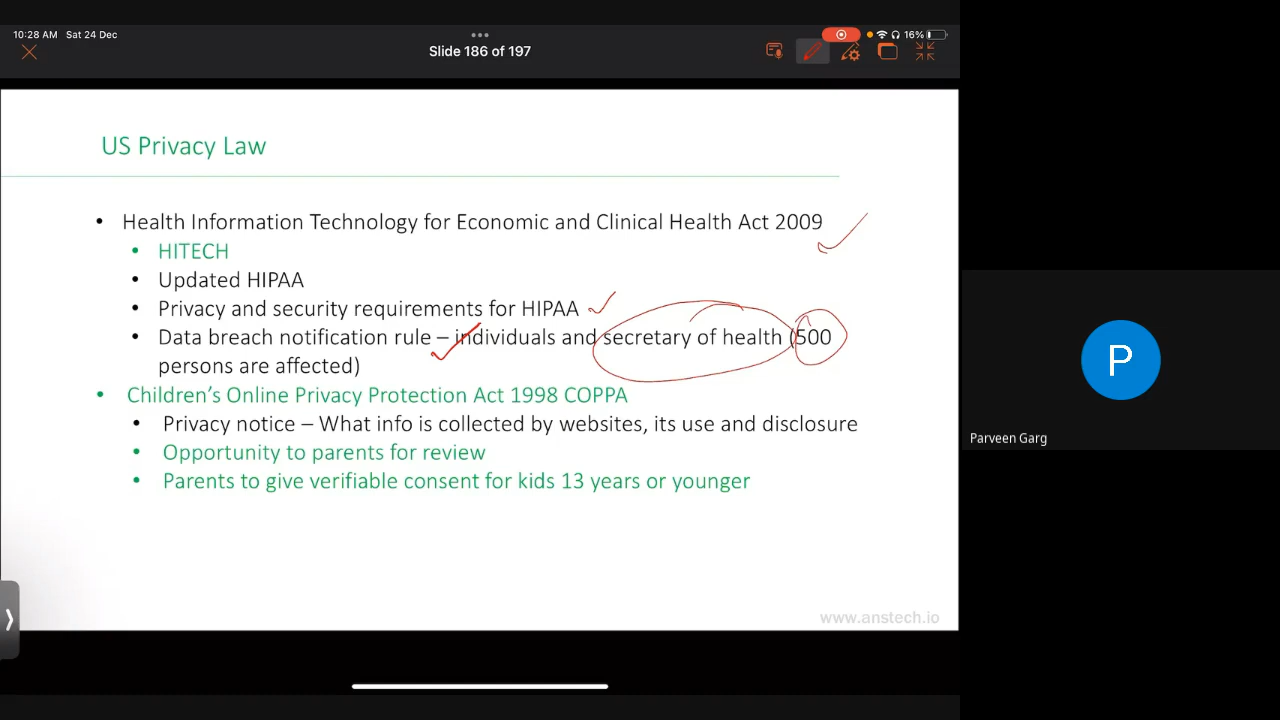 10:28 AM Sat 24 Dec
16%
Slide 186 of 197
US Privacy Law
• Health Information Technology for Economic and Clinical Health Act 2009
• HITECH
• Updated HIPAA
• Privacy and security requirements for HIPAA
• Data breach notification rule – individuals and secretary of health (500
persons are affected)
• Children's Online Privacy Protection Act 1998 COPPA
• Privacy notice – What info is collected by websites, its use and disclosure
• Opportunity to parents for review
• Parents to give verifiable consent for kids 13 years or younger
www.anstech.io
P
Parveen Garg